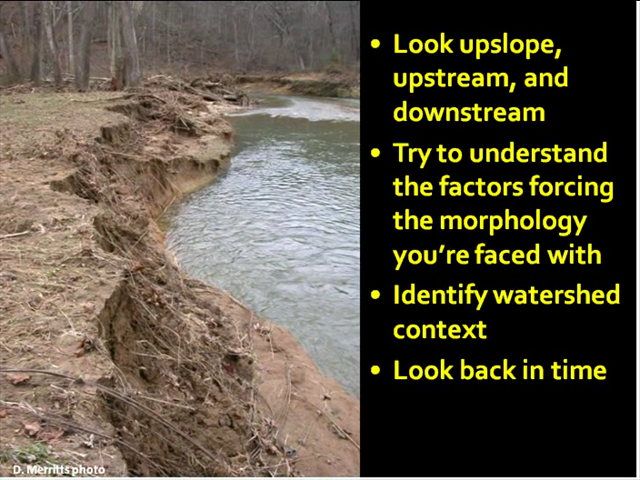 • Look upslope,
upstream, and
downstream
• Try to understand
the factors forcing
the morphology
you're faced with
• Identify watershed
context
• Look back in time
D. Merritts photo